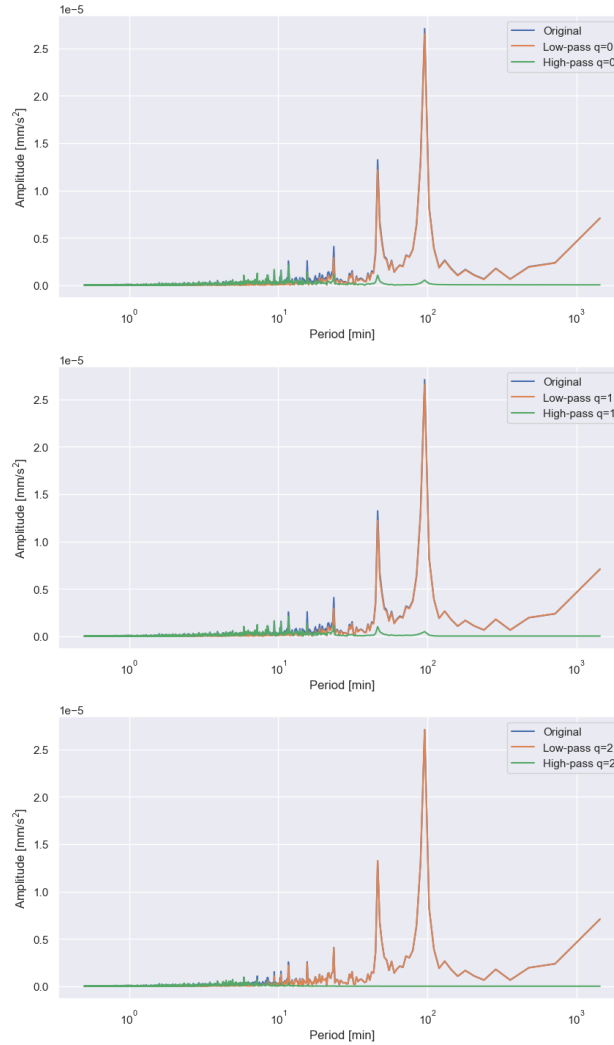 1e−5
Original
Low-pass q=0
High-pass q=0
Amplitude [mm/s²]
2.5
2.0
1.5
1.0
0.5
0.0
10⁰
10¹
10²
10³
Period [min]
1e−5
Original
Low-pass q=1
High-pass q=1
Amplitude [mm/s²]
2.5
2.0
1.5
1.0
0.5
0.0
10⁰
10¹
10²
10³
Period [min]
1e−5
Original
Low-pass q=2
High-pass q=2
Amplitude [mm/s²]
2.5
2.0
1.5
1.0
0.5
0.0
10⁰
10¹
10²
10³
Period [min]